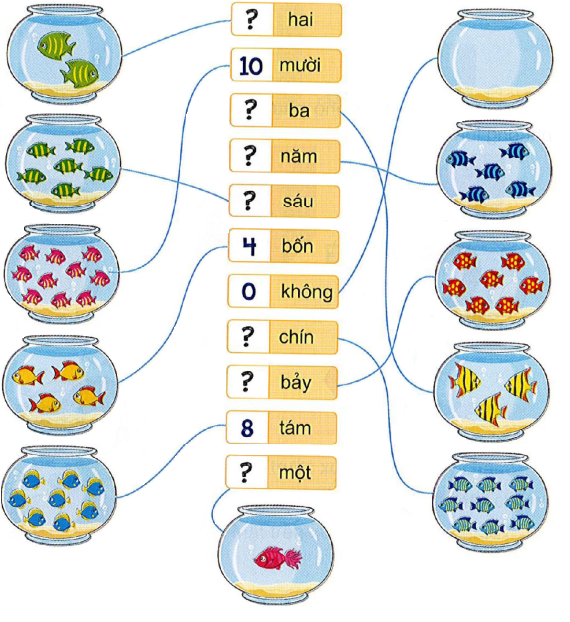 ? hai
10 mười
? ba
? năm
? sáu
4 bốn
0 không
? chín
? bảy
8 tám
? một